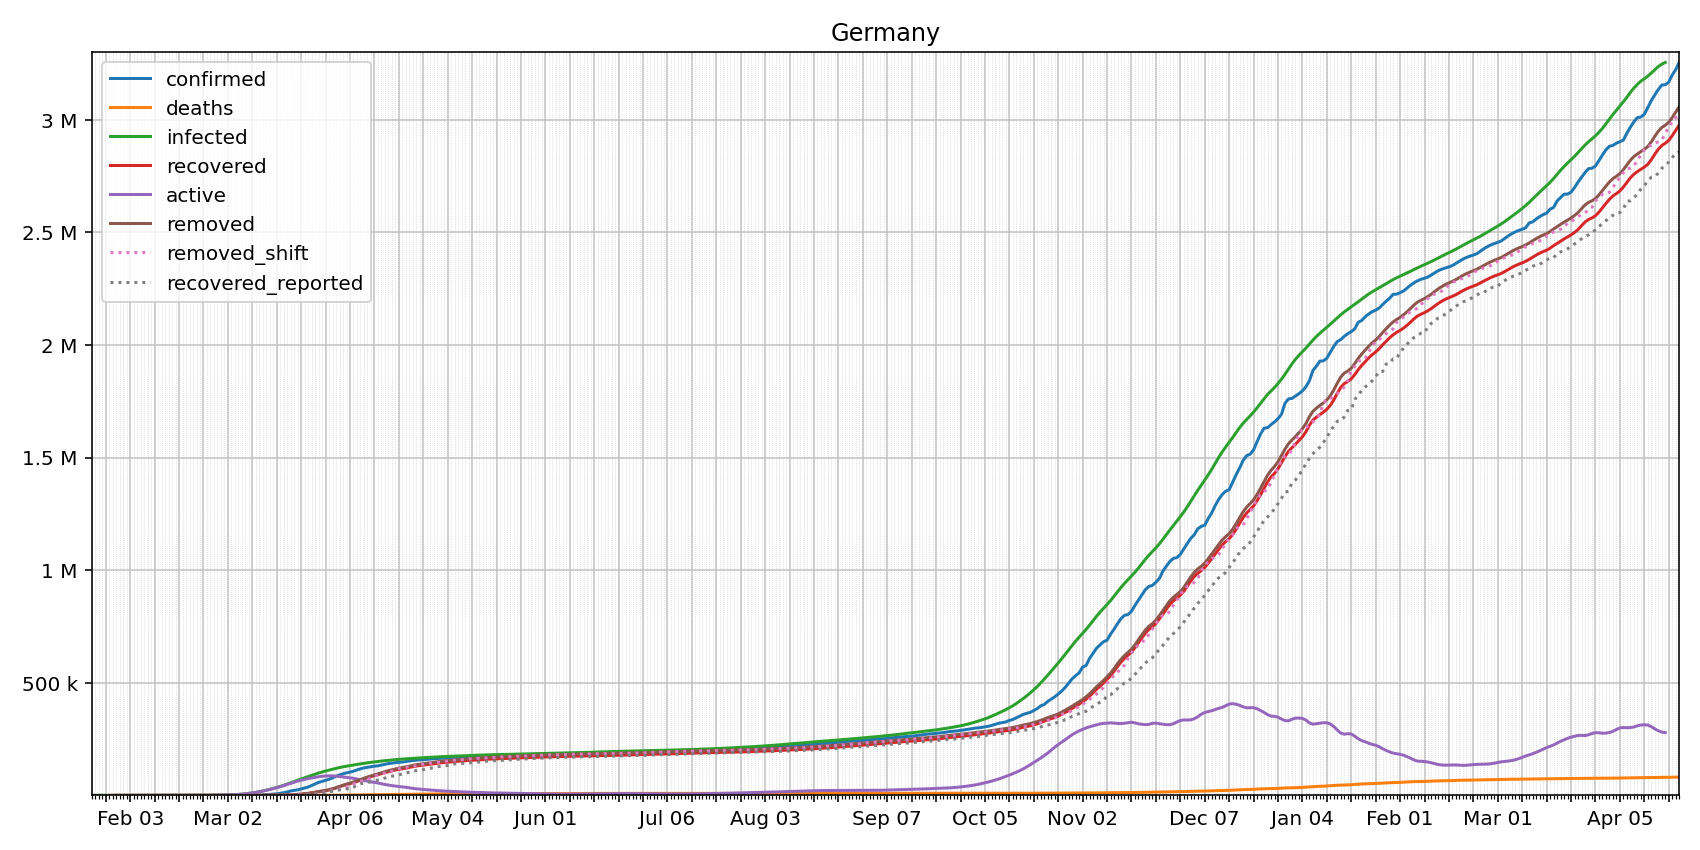 Germany
confirmed
deaths
infected
recovered
active
removed
removed_shift
recovered_reported
3 M
2.5 M
2 M
1.5 M
1 M
500 k
Feb 03 Mar 02 Apr 06 May 04 Jun 01 Jul 06 Aug 03 Sep 07 Oct 05 Nov 02 Dec 07 Jan 04 Feb 01 Mar 01 Apr 05